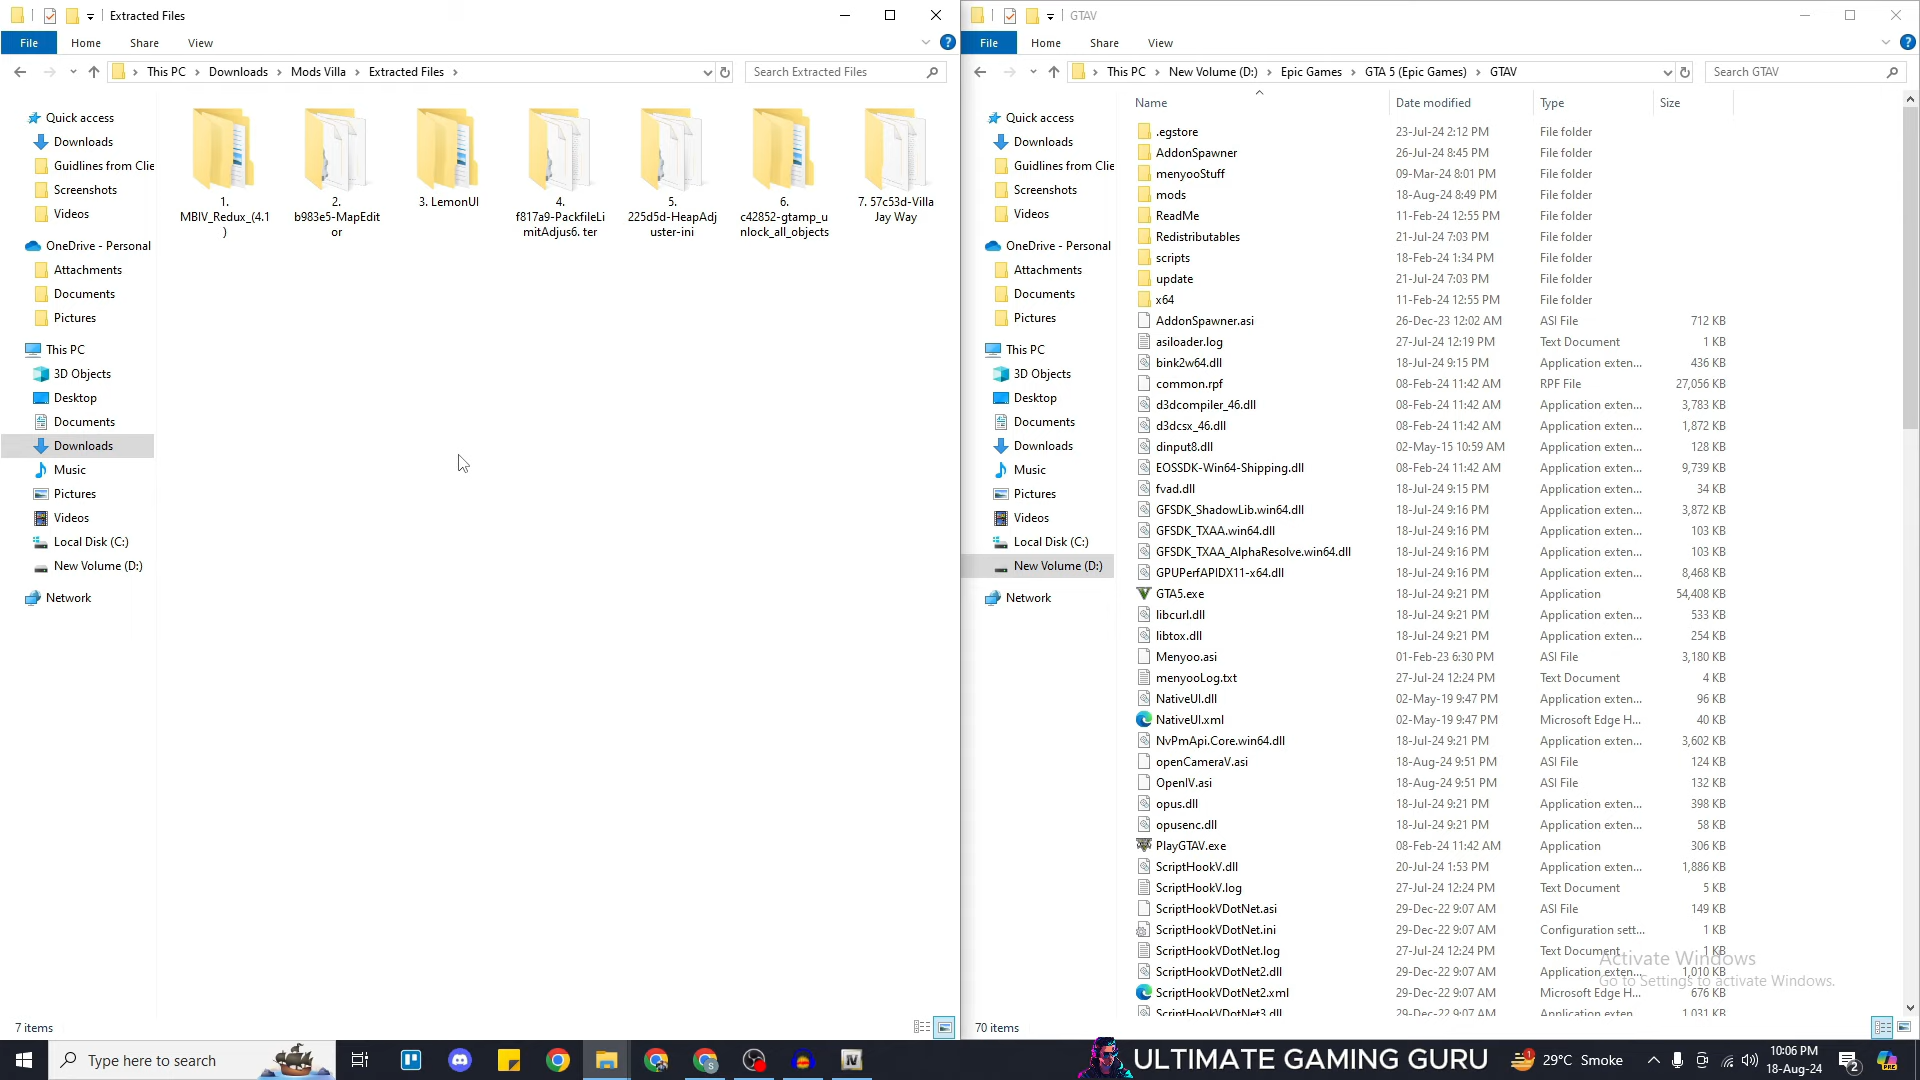 Extracted Files
File Home Share View
This PC Downloads Mods Villa Extracted Files
Search Extracted Files
Quick access
Downloads
Guidlines from Clie
Screenshots
Videos
OneDrive - Personal
Attachments
Documents
Pictures
This PC
3D Objects
Desktop
Documents
Downloads
Music
Pictures
Videos
Local Disk (C:)
New Volume (D:)
Network
1.
MBIV_Redux_(4.1
)
2.
b983e5-MapEdit
or
3. LemonUI
4.
f817a9-PackfileLi
mitAdjus6. ter
5.
225d5d-HeapAdj
uster-ini
6.
c42852-gtamp_u
nlock_all_objects
7. 57c53d-Villa
Jay Way
7 items
GTAV
File Home Share View
This PC New Volume (D:) Epic Games GTA 5 (Epic Games) GTAV
Search GTAV
Quick access
Downloads
Guidlines from Clie
Screenshots
Videos
OneDrive - Personal
Attachments
Documents
Pictures
This PC
3D Objects
Desktop
Documents
Downloads
Music
Pictures
Videos
Local Disk (C:)
New Volume (D:)
Network
Name Date modified Type Size
.egstore 23-Jul-24 2:12 PM File folder
AddonSpawner 26-Jul-24 8:45 PM File folder
menyooStuff 09-Mar-24 8:01 PM File folder
mods 18-Aug-24 8:49 PM File folder
ReadMe 11-Feb-24 12:55 PM File folder
Redistributables 21-Jul-24 7:03 PM File folder
scripts 18-Feb-24 1:34 PM File folder
update 21-Jul-24 7:03 PM File folder
x64 11-Feb-24 12:55 PM File folder
AddonSpawner.asi 26-Dec-23 12:02 AM ASI File 712 KB
asiloader.log 27-Jul-24 12:19 PM Text Document 1 KB
bink2w64.dll 18-Jul-24 9:15 PM Application exten... 436 KB
common.rpf 08-Feb-24 11:42 AM RPF File 27,056 KB
d3dcompiler_46.dll 08-Feb-24 11:42 AM Application exten... 3,783 KB
d3dcsx_46.dll 08-Feb-24 11:42 AM Application exten... 1,872 KB
dinput8.dll 02-May-15 10:59 AM Application exten... 128 KB
EOSSDK-Win64-Shipping.dll 08-Feb-24 11:42 AM Application exten... 9,739 KB
fvad.dll 18-Jul-24 9:15 PM Application exten... 34 KB
GFSDK_ShadowLib.win64.dll 18-Jul-24 9:16 PM Application exten... 3,872 KB
GFSDK_TXAA.win64.dll 18-Jul-24 9:16 PM Application exten... 103 KB
GFSDK_TXAA_AlphaResolve.win64.dll 18-Jul-24 9:16 PM Application exten... 103 KB
GPUPerfAPIDX11-x64.dll 18-Jul-24 9:16 PM Application exten... 8,468 KB
GTA5.exe 18-Jul-24 9:21 PM Application 54,408 KB
libcurl.dll 18-Jul-24 9:21 PM Application exten... 533 KB
libtox.dll 18-Jul-24 9:21 PM Application exten... 254 KB
Menyoo.asi 01-Feb-23 6:30 PM ASI File 3,180 KB
menyooLog.txt 27-Jul-24 12:24 PM Text Document 4 KB
NativeUI.dll 02-May-19 9:47 PM Application exten... 96 KB
NativeUI.xml 02-May-19 9:47 PM Microsoft Edge H... 40 KB
NvPmApi.Core.win64.dll 18-Jul-24 9:21 PM Application exten... 3,602 KB
openCameraV.asi 18-Aug-24 9:51 PM ASI File 124 KB
OpenIV.asi 18-Aug-24 9:51 PM ASI File 132 KB
opus.dll 18-Jul-24 9:21 PM Application exten... 398 KB
opusenc.dll 18-Jul-24 9:21 PM Application exten... 58 KB
PlayGTAV.exe 08-Feb-24 11:42 AM Application 306 KB
ScriptHookV.dll 20-Jul-24 1:53 PM Application exten... 1,886 KB
ScriptHookV.log 27-Jul-24 12:24 PM Text Document 5 KB
ScriptHookVDotNet.asi 29-Dec-22 9:07 AM ASI File 149 KB
ScriptHookVDotNet.ini 29-Dec-22 9:07 AM Configuration sett... 1 KB
ScriptHookVDotNet.log 27-Jul-24 12:24 PM Text Document 1 KB
ScriptHookVDotNet2.dll 29-Dec-22 9:07 AM Application exten... 1,010 KB
ScriptHookVDotNet2.xml 29-Dec-22 9:07 AM Microsoft Edge H... 676 KB
ScriptHookVDotNet3.dll 29-Dec-22 9:07 AM Application exten... 1,031 KB
Activate Windows
Go to Settings to activate Windows.
70 items
Type here to search
ULTIMATE GAMING GURU
29°C Smoke
10:06 PM
18-Aug-24